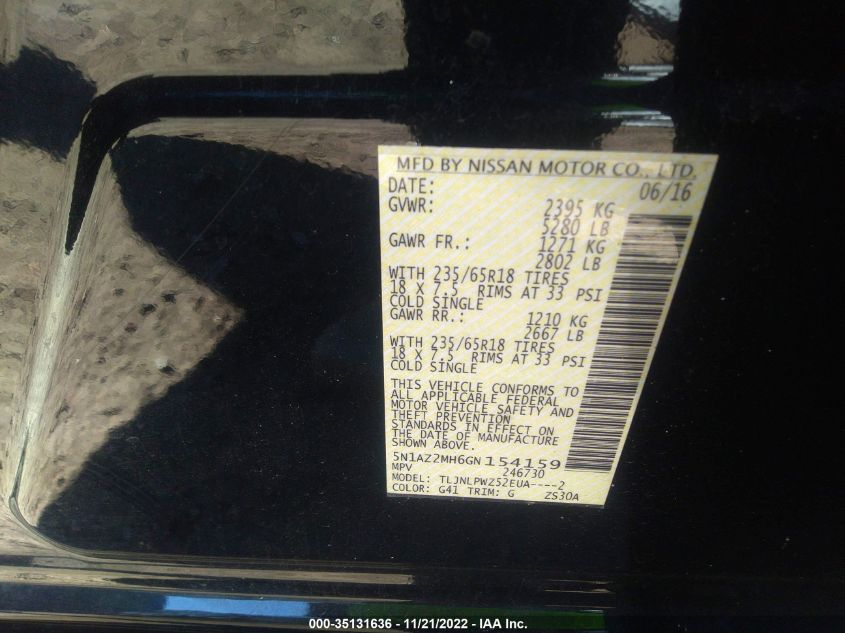 MFD BY NISSAN MOTOR CO., LTD.
DATE: 06/16
GVWR: 2395 KG
5280 LB
GAWR FR.: 1271 KG
2802 LB
WITH 235/65R18 TIRES
18 X 7.5 RIMS AT 33 PSI
COLD SINGLE
GAWR RR.: 1210 KG
2667 LB
WITH 235/65R18 TIRES
18 X 7.5 RIMS AT 33 PSI
COLD SINGLE
THIS VEHICLE CONFORMS TO
ALL APPLICABLE FEDERAL
MOTOR VEHICLE SAFETY AND
THEFT PREVENTION
STANDARDS IN EFFECT ON
THE DATE OF MANUFACTURE
SHOWN ABOVE.
5N1AZ2MH6GN154159
MPV 246730
MODEL: TLJNLPWZ52EUA----2
COLOR: G41 TRIM: G ZS30A
000-35131636 - 11/21/2022 - IAA Inc.